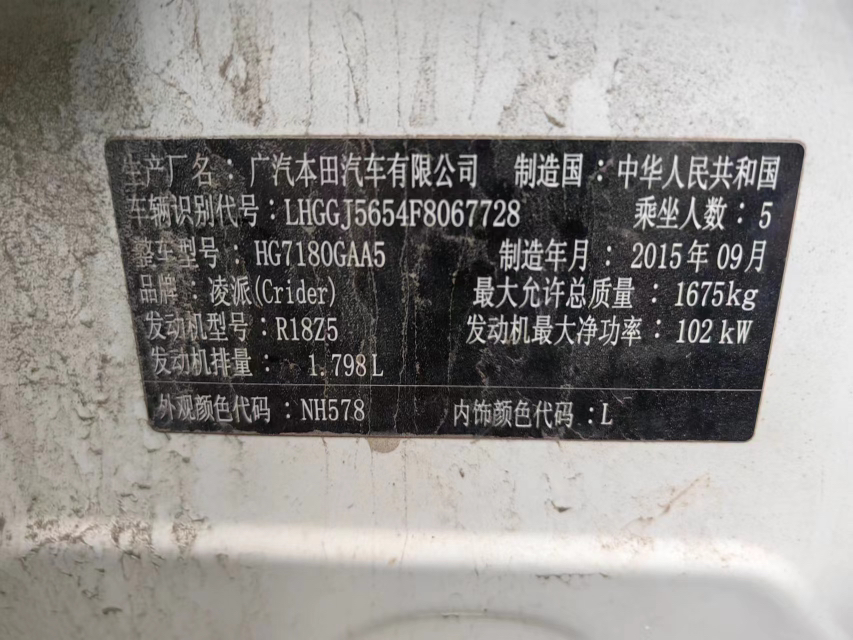 生产厂名：广汽本田汽车有限公司 制造国：中华人民共和国
车辆识别代号：LHGGJ5654F8067728 乘坐人数：5
整车型号：HG7180GAA5 制造年月：2015年09月
品牌：凌派(Crider) 最大允许总质量：1675kg
发动机型号：R18Z5 发动机最大净功率：102kW
发动机排量：1.798L
外观颜色代码：NH578 内饰颜色代码：L